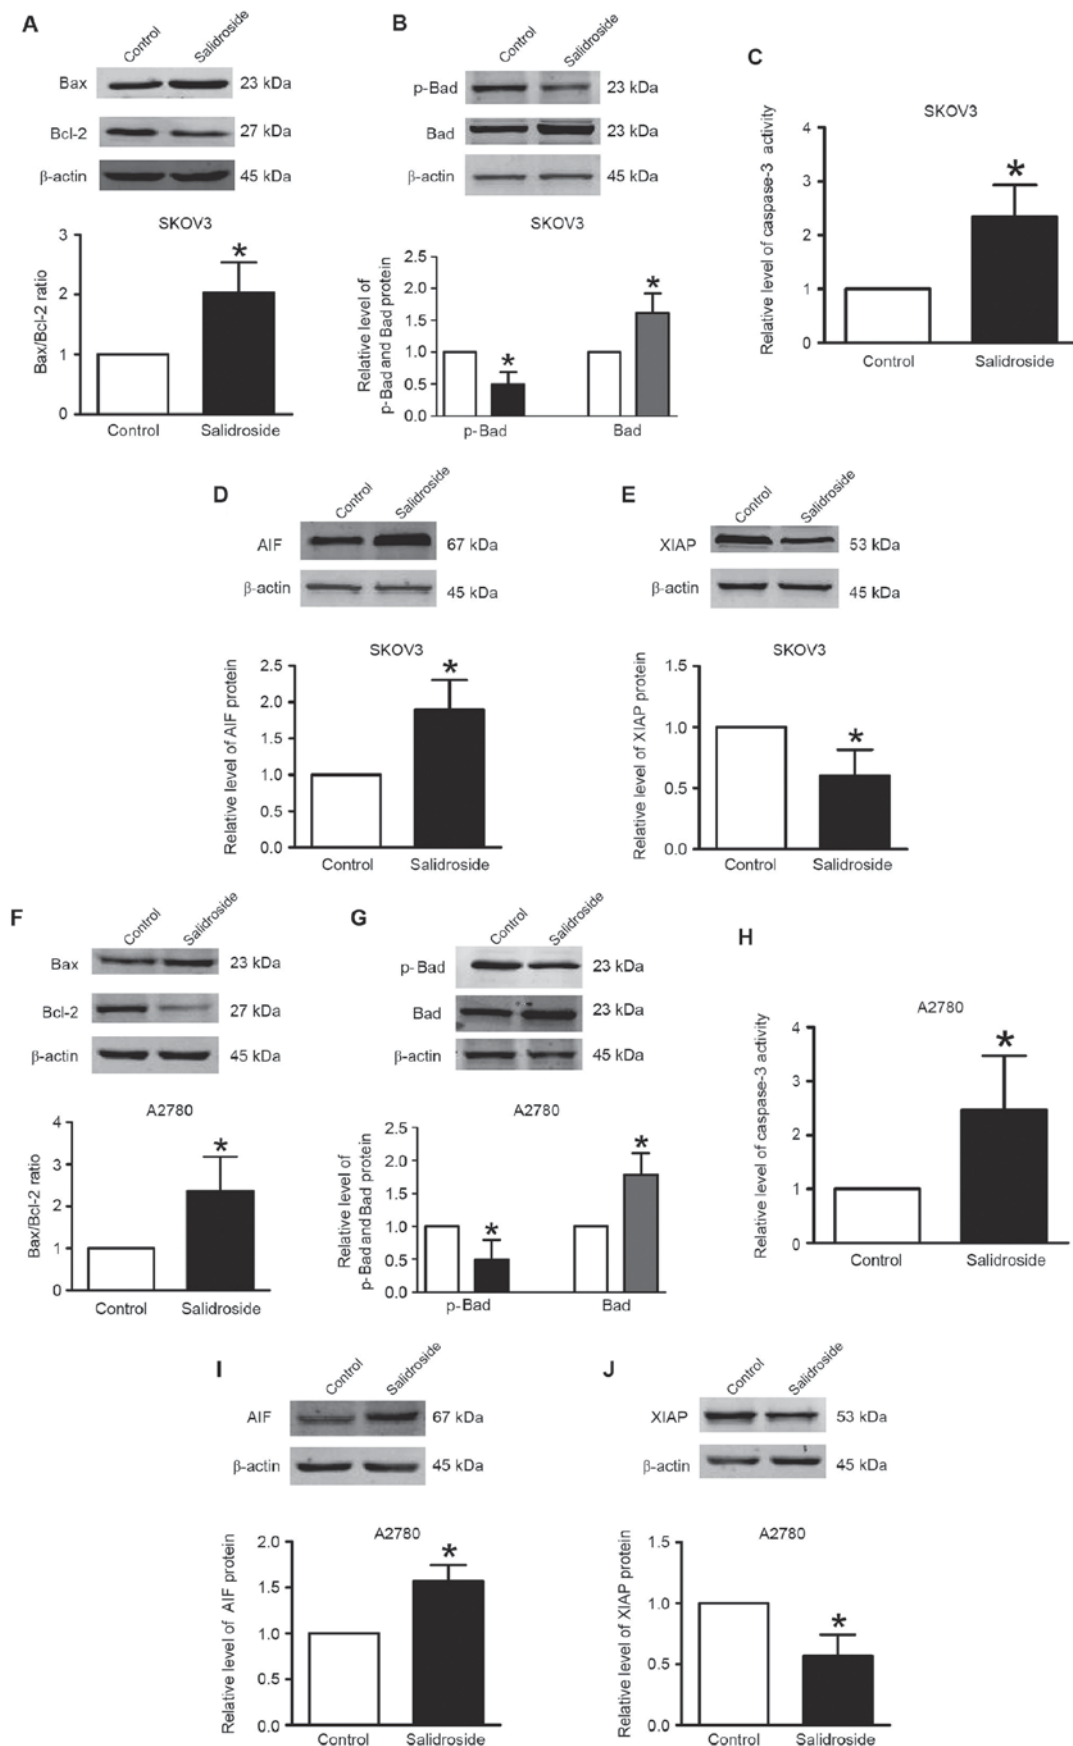 A
Control
Salidroside
Bax
23 kDa
Bcl-2
27 kDa
β-actin
45 kDa
SKOV3
Bax/Bcl-2 ratio
3
2
1
0
*
Control
Salidroside
B
Control
Salidroside
p-Bad
23 kDa
Bad
23 kDa
β-actin
45 kDa
SKOV3
Relative level of
p-Bad and Bad protein
2.5
2.0
1.5
1.0
0.5
0.0
*
*
p-Bad
Bad
C
SKOV3
Relative level of caspase-3 activity
4
3
2
1
0
*
Control
Salidroside
D
Control
Salidroside
AIF
67 kDa
β-actin
45 kDa
SKOV3
Relative level of AIF protein
2.5
2.0
1.5
1.0
0.5
0.0
*
Control
Salidroside
E
Control
Salidroside
XIAP
53 kDa
β-actin
45 kDa
SKOV3
Relative level of XIAP protein
1.5
1.0
0.5
0.0
*
Control
Salidroside
F
Control
Salidroside
Bax
23 kDa
Bcl-2
27 kDa
β-actin
45 kDa
A2780
Bax/Bcl-2 ratio
4
3
2
1
0
*
Control
Salidroside
G
Control
Salidroside
p-Bad
23 kDa
Bad
23 kDa
β-actin
45 kDa
A2780
Relative level of
p-Bad and Bad protein
2.5
2.0
1.5
1.0
0.5
0.0
*
*
p-Bad
Bad
H
A2780
Relative level of caspase-3 activity
4
3
2
1
0
*
Control
Salidroside
I
Control
Salidroside
AIF
67 kDa
β-actin
45 kDa
A2780
Relative level of AIF protein
2.0
1.5
1.0
0.5
0.0
*
Control
Salidroside
J
Control
Salidroside
XIAP
53 kDa
β-actin
45 kDa
A2780
Relative level of XIAP protein
1.5
1.0
0.5
0.0
*
Control
Salidroside